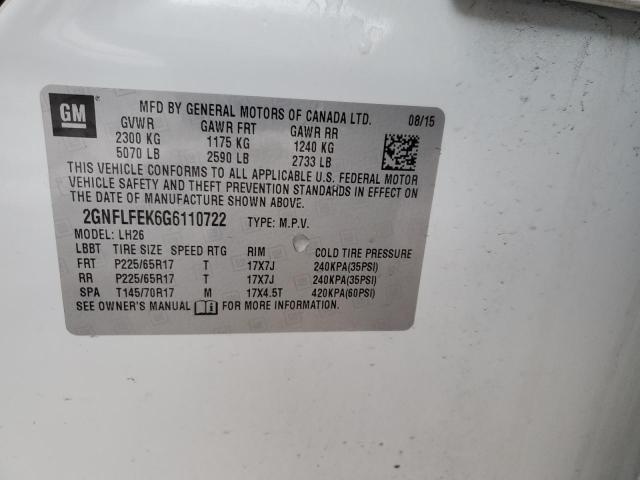 GM
MFD BY GENERAL MOTORS OF CANADA LTD. 08/15
GVWR GAWR FRT GAWR RR
2300 KG 1175 KG 1240 KG
5070 LB 2590 LB 2733 LB
THIS VEHICLE CONFORMS TO ALL APPLICABLE U.S. FEDERAL MOTOR
VEHICLE SAFETY AND THEFT PREVENTION STANDARDS IN EFFECT ON
THE DATE OF MANUFACTURE SHOWN ABOVE.
2GNFLFEK6G6110722 TYPE: M.P.V.
MODEL: LH26
LBBT TIRE SIZE SPEED RTG RIM COLD TIRE PRESSURE
FRT P225/65R17 T 17X7J 240KPA(35PSI)
RR P225/65R17 T 17X7J 240KPA(35PSI)
SPA T145/70R17 M 17X4.5T 420KPA(60PSI)
SEE OWNER'S MANUAL FOR MORE INFORMATION.